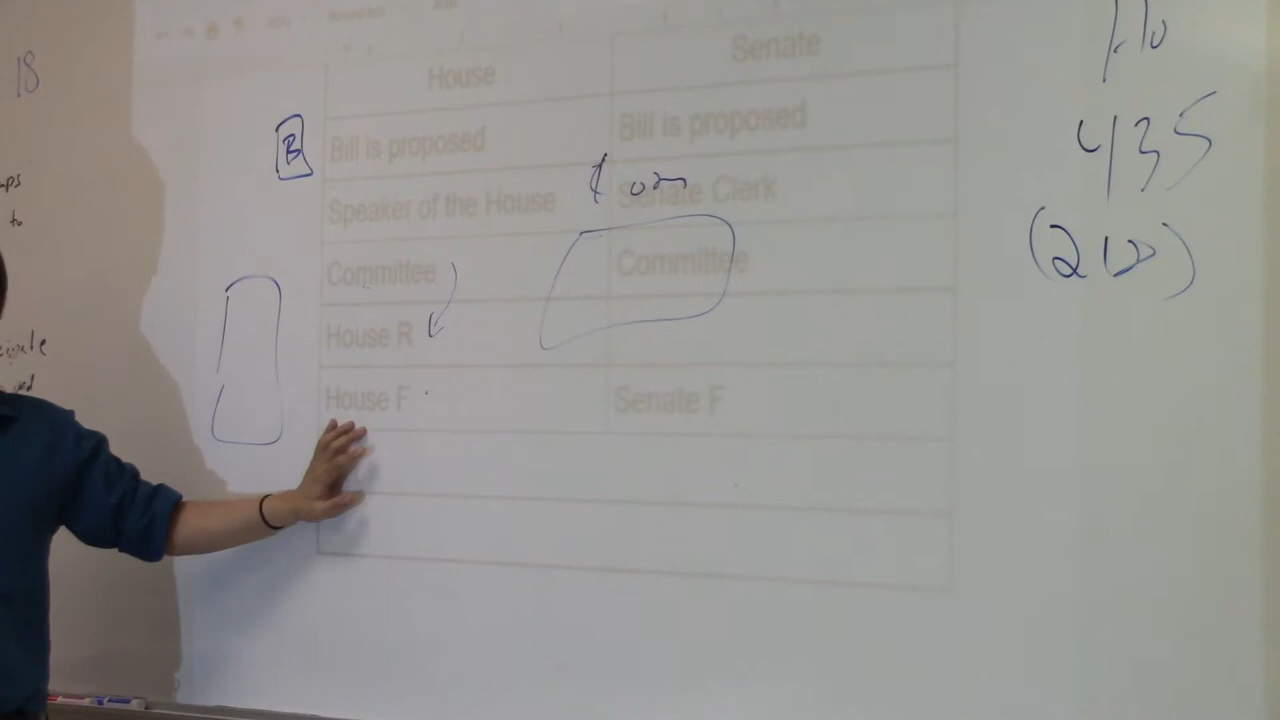 18
House Senate
B Bill is proposed Bill is proposed
Speaker of the House Senate Clerk
Committee Committee
House R
House F Senate F
435
(218)
to